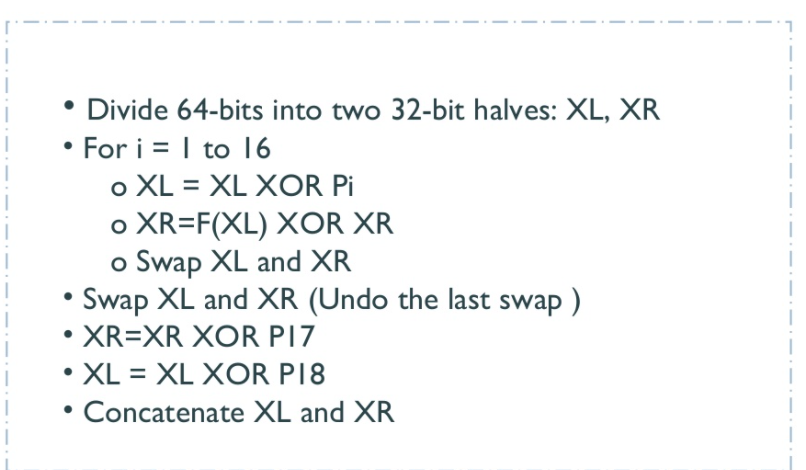 • Divide 64-bits into two 32-bit halves: XL, XR
• For i = 1 to 16
o XL = XL XOR Pi
o XR=F(XL) XOR XR
o Swap XL and XR
• Swap XL and XR (Undo the last swap )
• XR=XR XOR P17
• XL = XL XOR P18
• Concatenate XL and XR